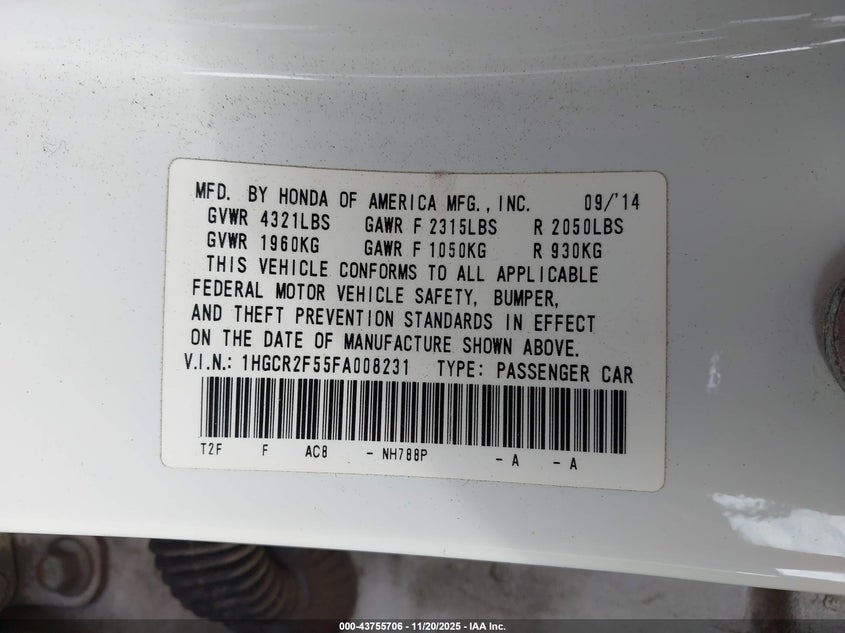 MFD. BY HONDA OF AMERICA MFG., INC. 09/'14
GVWR 4321LBS GAWR F 2315LBS R 2050LBS
GVWR 1960KG GAWR F 1050KG R 930KG
THIS VEHICLE CONFORMS TO ALL APPLICABLE
FEDERAL MOTOR VEHICLE SAFETY, BUMPER,
AND THEFT PREVENTION STANDARDS IN EFFECT
ON THE DATE OF MANUFACTURE SHOWN ABOVE.
V.I.N.: 1HGCR2F55FA008231 TYPE: PASSENGER CAR
T2F F AC8 - NH788P - A - A
000-43755706 - 11/20/2025 - IAA Inc.